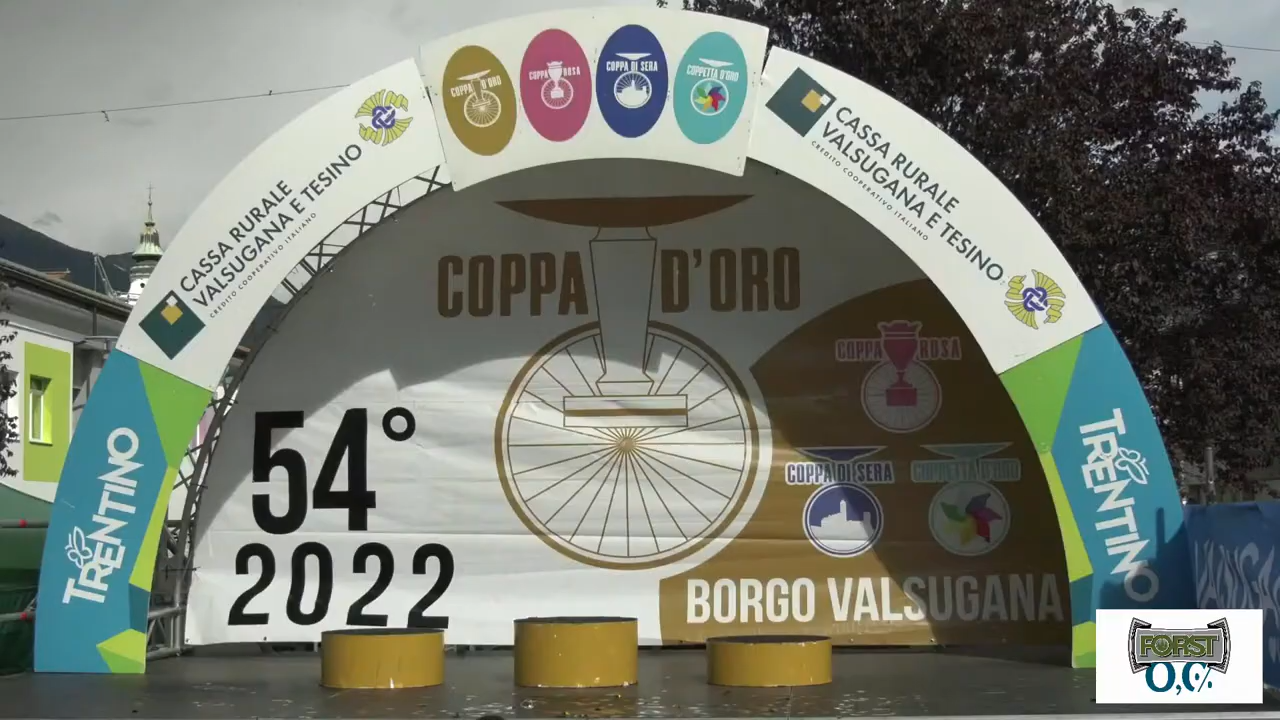 COPPA D'ORO
COPPA ROSA
COPPA DI SERA
COPPETTA D'ORO
CASSA RURALE
VALSUGANA E TESINO
CREDITO COOPERATIVO ITALIANO
CASSA RURALE
VALSUGANA E TESINO
CREDITO COOPERATIVO ITALIANO
COPPA D'ORO
COPPA ROSA
COPPA DI SERA
COPPETTA D'ORO
54°
2022
BORGO VALSUGANA
TRENTINO
TRENTINO
FORST
0,0%